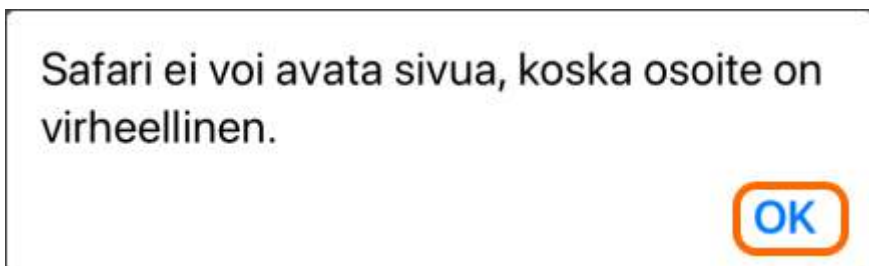 Safari ei voi avata sivua, koska osoite on
virheellinen.
OK